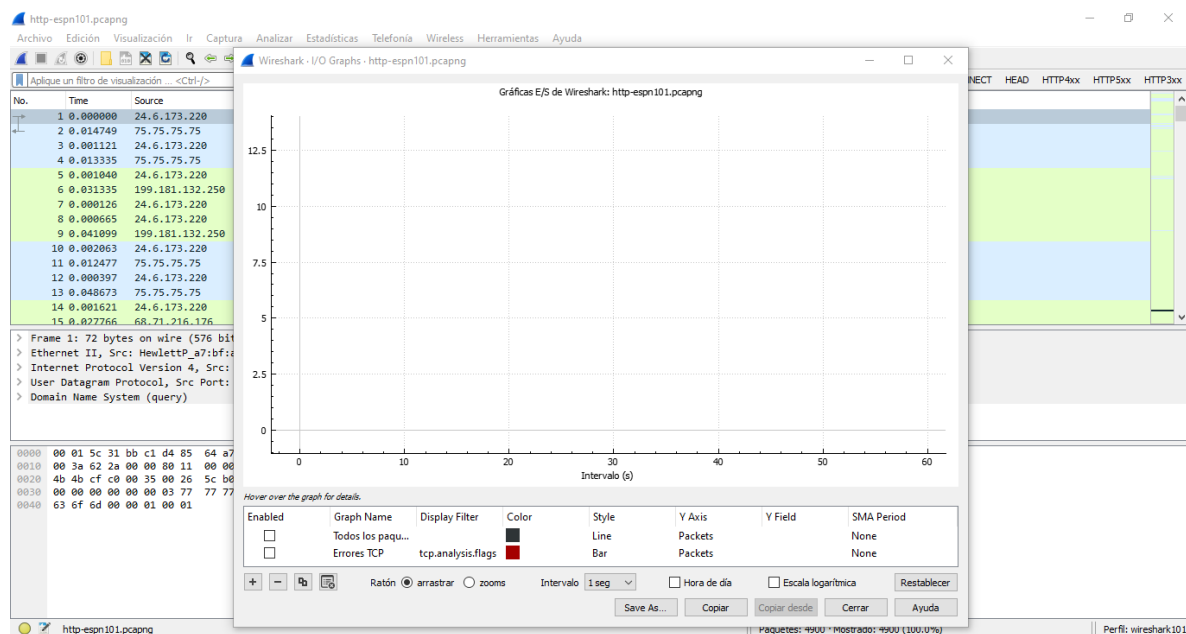 http-espn101.pcapng
Archivo Edición Visualización Ir Captura Analizar Estadísticas Telefonía Wireless Herramientas Ayuda
Aplique un filtro de visualización ... <Ctrl-/>
NECT HEAD HTTP4xx HTTP5xx HTTP3xx
No. Time Source
1 0.000000 24.6.173.220
2 0.014749 75.75.75.75
3 0.001121 24.6.173.220
4 0.013335 75.75.75.75
5 0.001040 24.6.173.220
6 0.031335 199.181.132.250
7 0.000126 24.6.173.220
8 0.000665 24.6.173.220
9 0.041099 199.181.132.250
10 0.002063 24.6.173.220
11 0.012477 75.75.75.75
12 0.000397 24.6.173.220
13 0.048673 75.75.75.75
14 0.001621 24.6.173.220
15 0.027766 68.71.216.176
Frame 1: 72 bytes on wire (576 bit
Ethernet II, Src: HewlettP_a7:bf:a
Internet Protocol Version 4, Src:
User Datagram Protocol, Src Port:
Domain Name System (query)
0000 00 01 5c 31 bb c1 d4 85 64 a7
0010 00 3a 62 2a 00 00 80 11 00 00
0020 4b 4b cf c0 00 35 00 26 5c b0
0030 00 00 00 00 00 00 03 77 77 77
0040 63 6f 6d 00 00 01 00 01
Wireshark · I/O Graphs · http-espn101.pcapng
Gráficas E/S de Wireshark: http-espn101.pcapng
12.5
10
7.5
5
2.5
0
0 10 20 30 40 50 60
Intervalo (s)
Hover over the graph for details.
Enabled Graph Name Display Filter Color Style Y Axis Y Field SMA Period
Todos los paqu... Line Packets None
Errores TCP tcp.analysis.flags Bar Packets None
+ − Ratón arrastrar zooms Intervalo 1 seg Hora de día Escala logarítmica Restablecer
Save As... Copiar Copiar desde Cerrar Ayuda
http-espn101.pcapng
Paquetes: 4900 · Mostrado: 4900 (100.0%)
Perfil: wireshark101